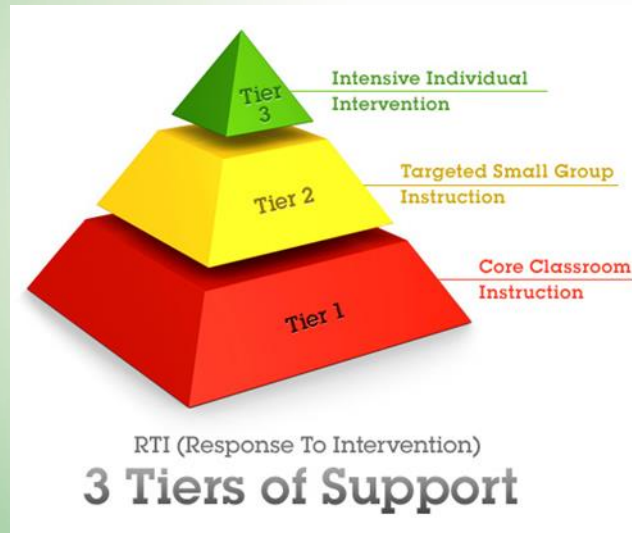 Tier
3
Intensive Individual
Intervention
Tier 2
Targeted Small Group
Instruction
Tier 1
Core Classroom
Instruction
RTI (Response To Intervention)
3 Tiers of Support